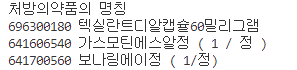 처방의약품의 명칭
696300180 덱실란트디알캡슐60밀리그램
641606540 가스모틴에스알정 ( 1 / 정 )
641700560 보나링에이정 ( 1/정)